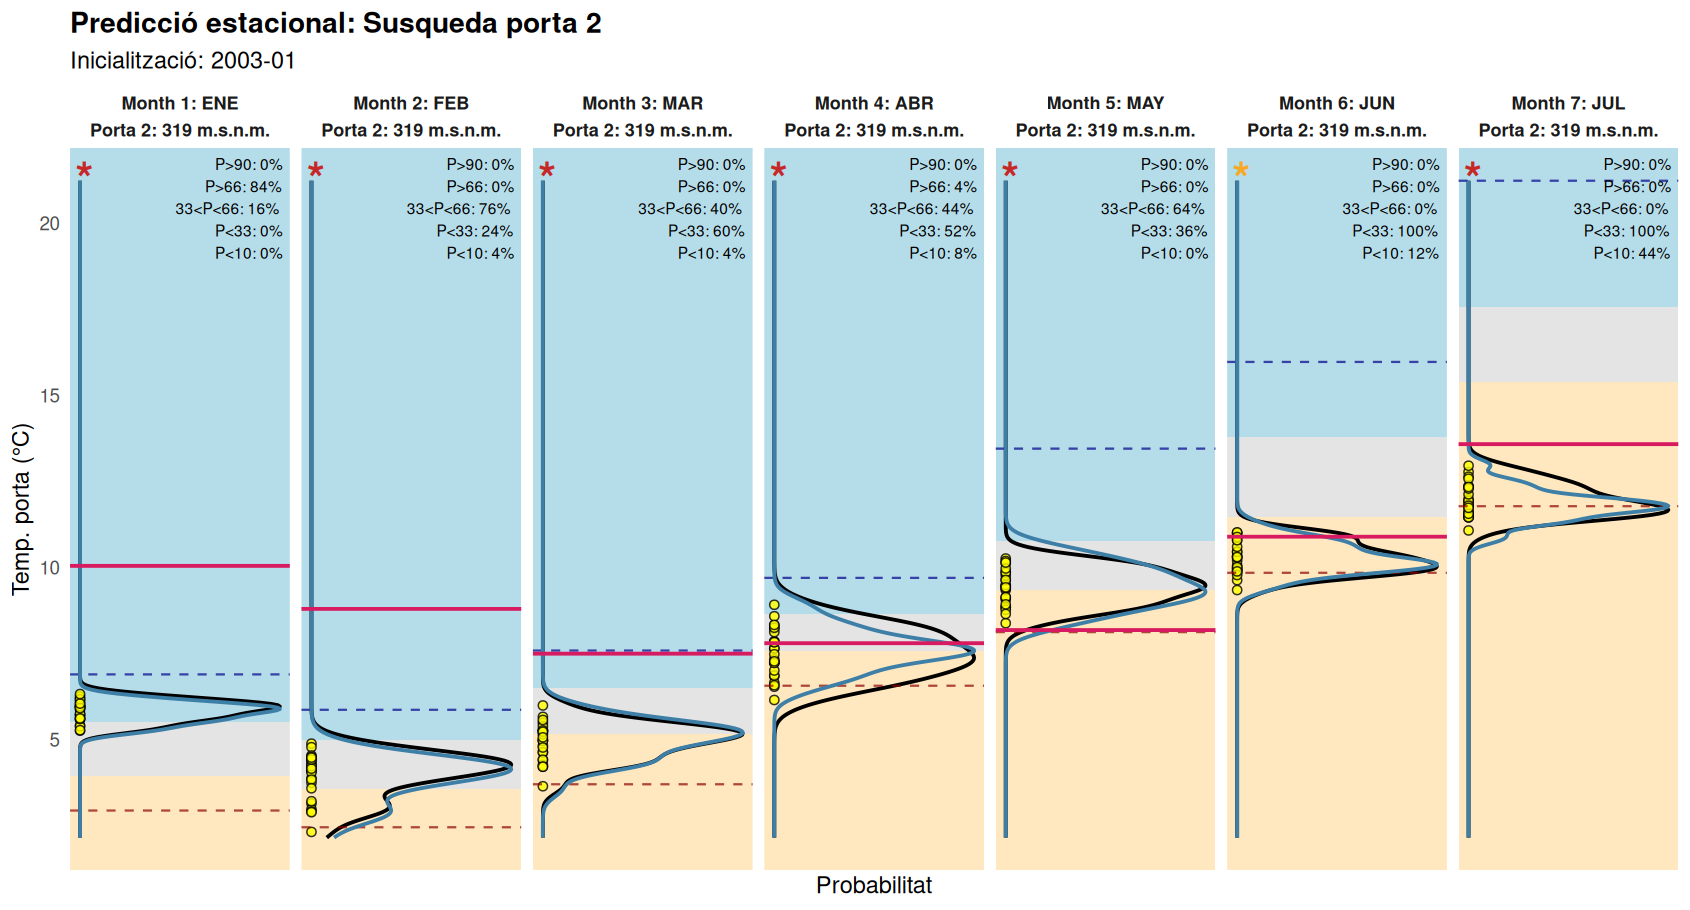 Predicció estacional: Susqueda porta 2
Inicialització: 2003-01
Month 1: ENE
Porta 2: 319 m.s.n.m.
Month 2: FEB
Porta 2: 319 m.s.n.m.
Month 3: MAR
Porta 2: 319 m.s.n.m.
Month 4: ABR
Porta 2: 319 m.s.n.m.
Month 5: MAY
Porta 2: 319 m.s.n.m.
Month 6: JUN
Porta 2: 319 m.s.n.m.
Month 7: JUL
Porta 2: 319 m.s.n.m.
*
P>90: 0%
P>66: 84%
33<P<66: 16%
P<33: 0%
P<10: 0%
*
P>90: 0%
P>66: 0%
33<P<66: 76%
P<33: 24%
P<10: 4%
*
P>90: 0%
P>66: 0%
33<P<66: 40%
P<33: 60%
P<10: 4%
*
P>90: 0%
P>66: 4%
33<P<66: 44%
P<33: 52%
P<10: 8%
*
P>90: 0%
P>66: 0%
33<P<66: 64%
P<33: 36%
P<10: 0%
*
P>90: 0%
P>66: 0%
33<P<66: 0%
P<33: 100%
P<10: 12%
*
P>90: 0%
P>66: 0%
33<P<66: 0%
P<33: 100%
P<10: 44%
20
15
10
5
Temp. porta (°C)
Probabilitat